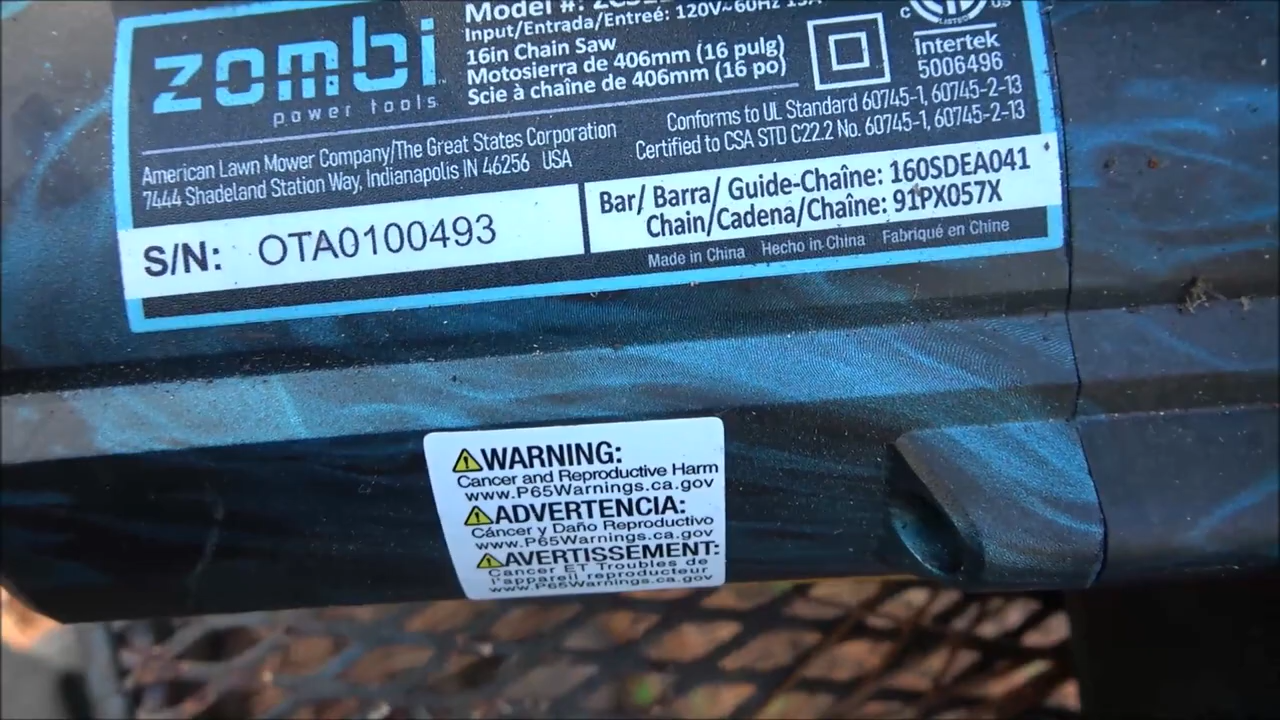 zombi
power tools
Model #:
Input/Entrada/Entreé: 120V~60Hz
16in Chain Saw
Motosierra de 406mm (16 pulg)
Scie à chaîne de 406mm (16 po)
C US
LISTED
Intertek
5006496
American Lawn Mower Company/The Great States Corporation
7444 Shadeland Station Way, Indianapolis IN 46256 USA
Conforms to UL Standard 60745-1, 60745-2-13
Certified to CSA STD C22.2 No. 60745-1, 60745-2-13
S/N: OTA0100493
Bar/ Barra/ Guide-Chaîne: 160SDEA041
Chain/Cadena/Chaîne: 91PX057X
Made in China Hecho in China Fabriqué en Chine
WARNING:
Cancer and Reproductive Harm
www.P65Warnings.ca.gov
ADVERTENCIA:
Cáncer y Daño Reproductivo
www.P65Warnings.ca.gov
AVERTISSEMENT:
Cancer ET Troubles de
l'appareil reproducteur
www.P65Warnings.ca.gov